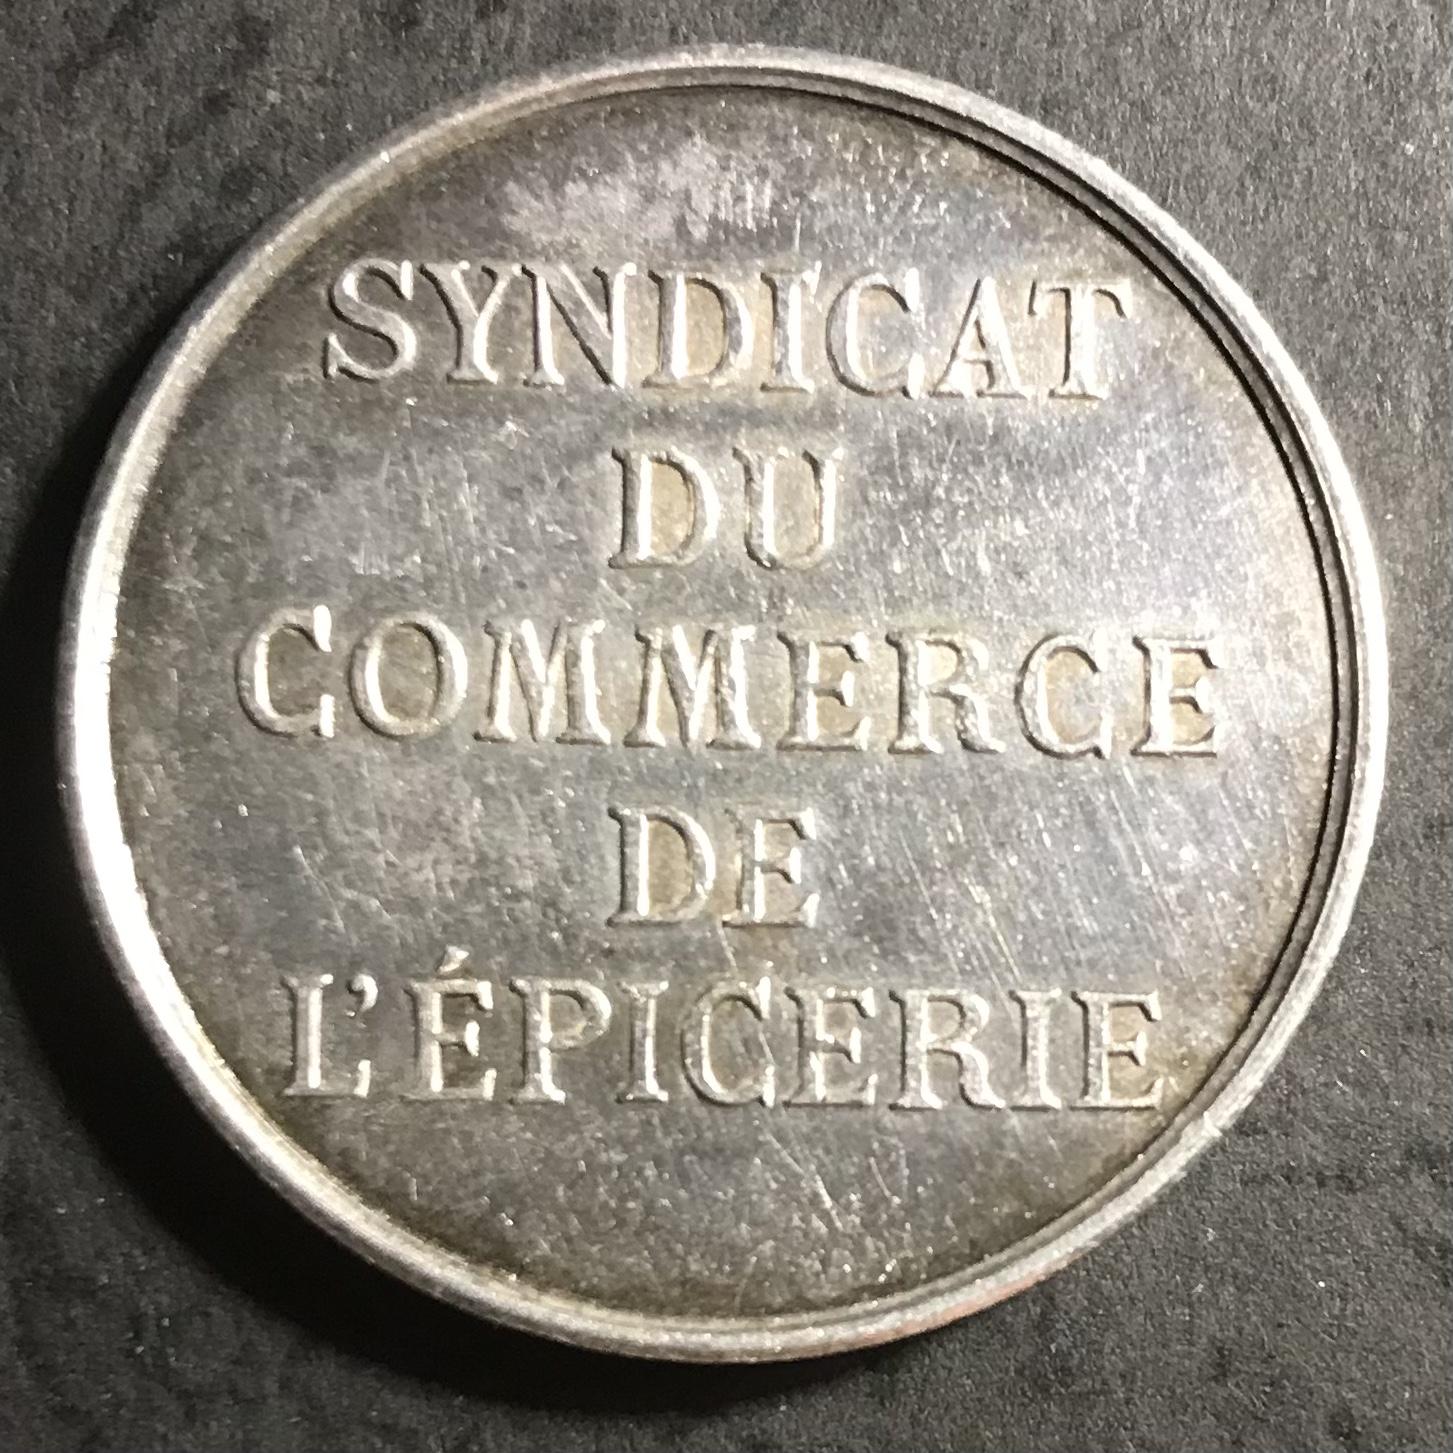 SYNDICAT
DU
COMMERCE
DE
L'ÉPICERIE